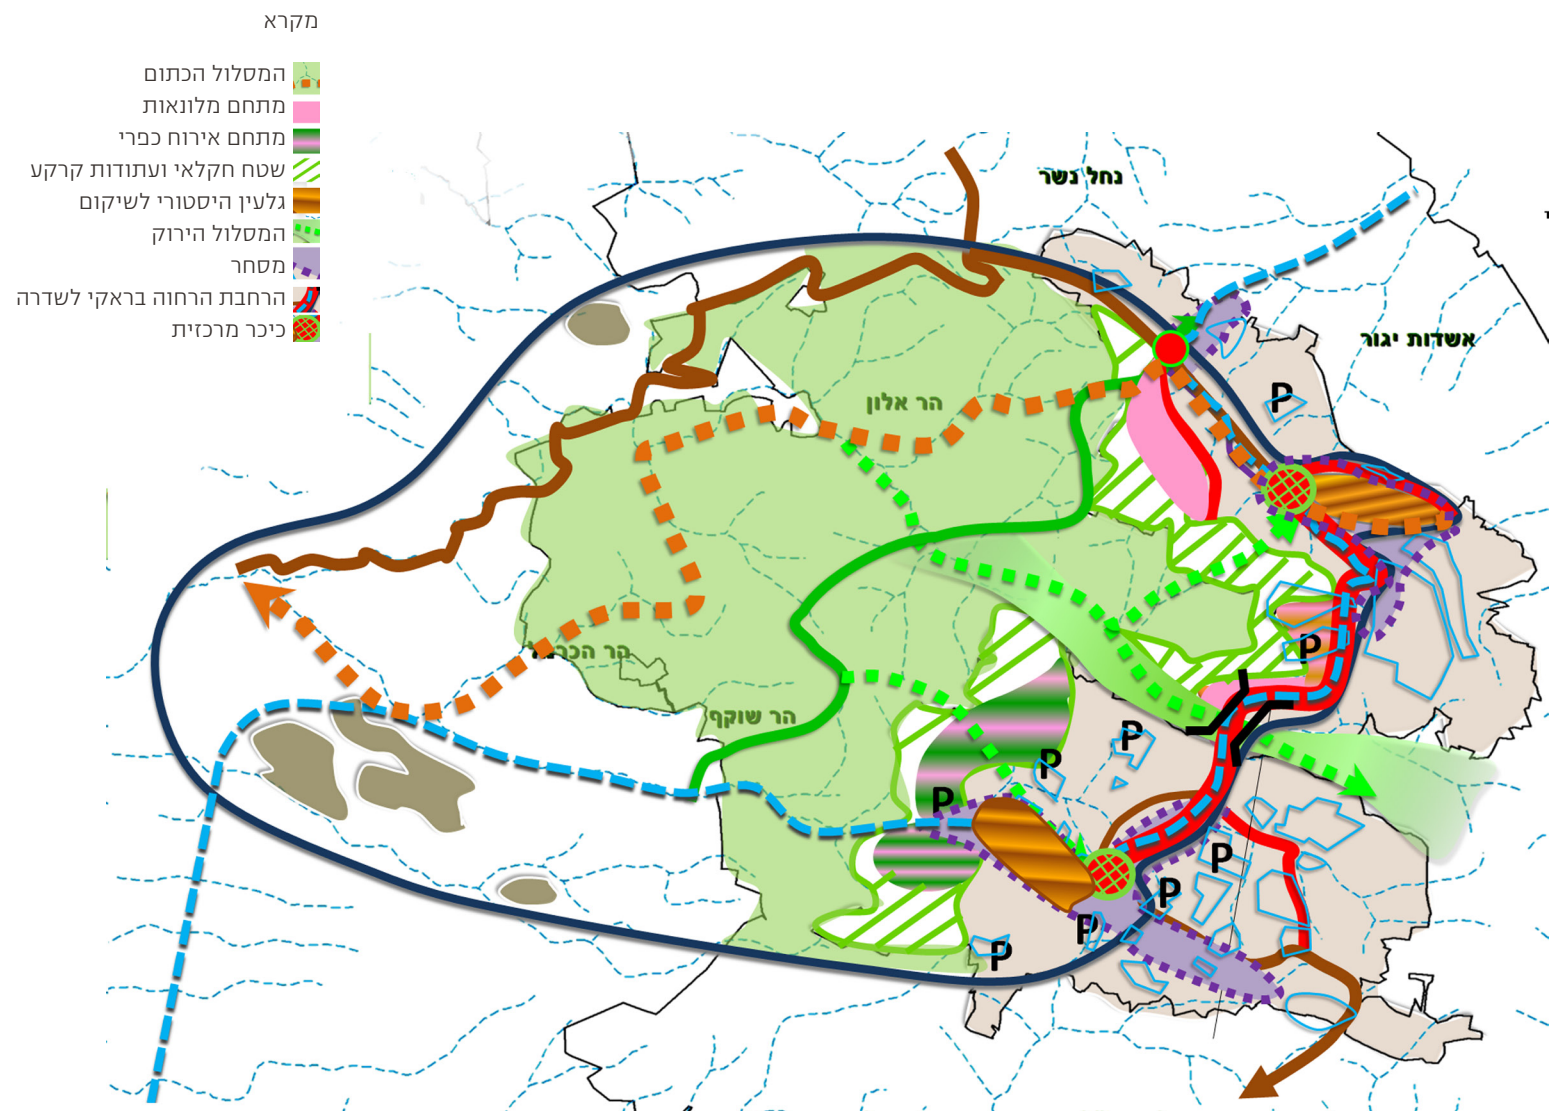 מקרא
המסלול הכתום
מתחם מלונאות
מתחם אירוח כפרי
שטח חקלאי ועתודות קרקע
גלעין היסטורי לשיקום
המסלול הירוק
מסחר
הרחבת הרחוה בראקי לשדרה
כיכר מרכזית
נחל נשר
אשדות יגור
P
הר אלון
P
הר שוקף
P
P
P
P
P
P
P